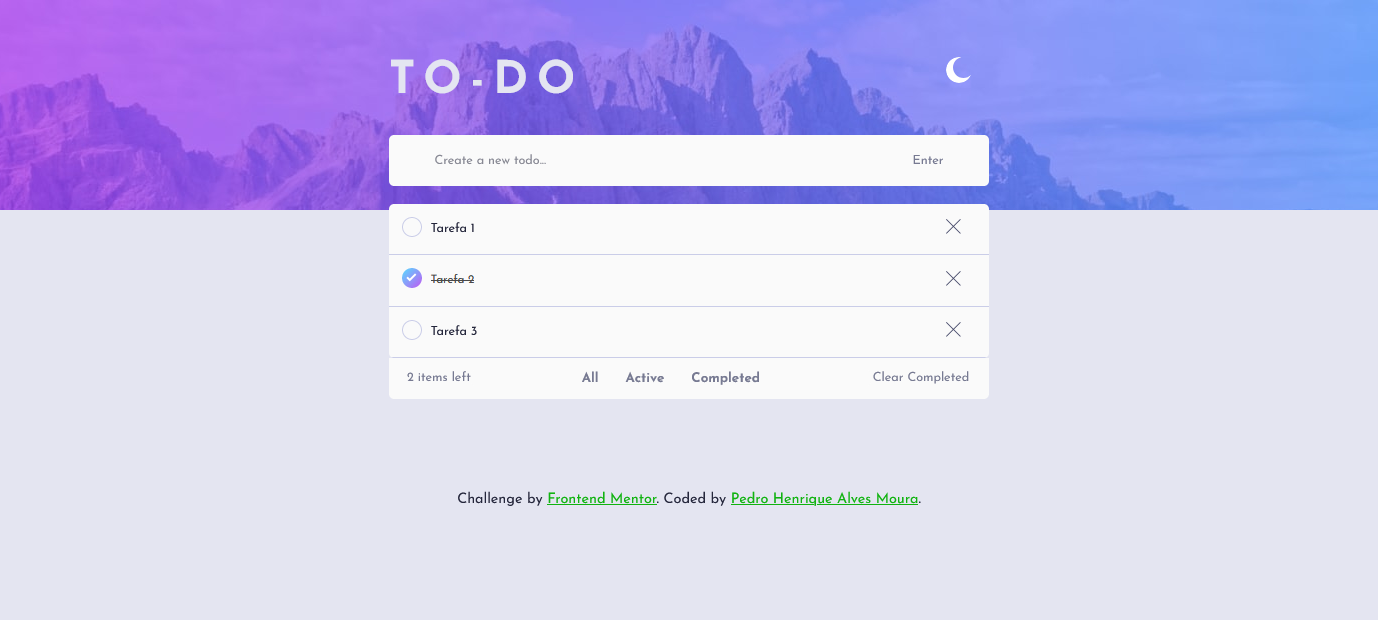 TO-DO
Create a new todo... Enter
Tarefa 1
Tarefa 2
Tarefa 3
2 items left All Active Completed Clear Completed
Challenge by Frontend Mentor. Coded by Pedro Henrique Alves Moura.